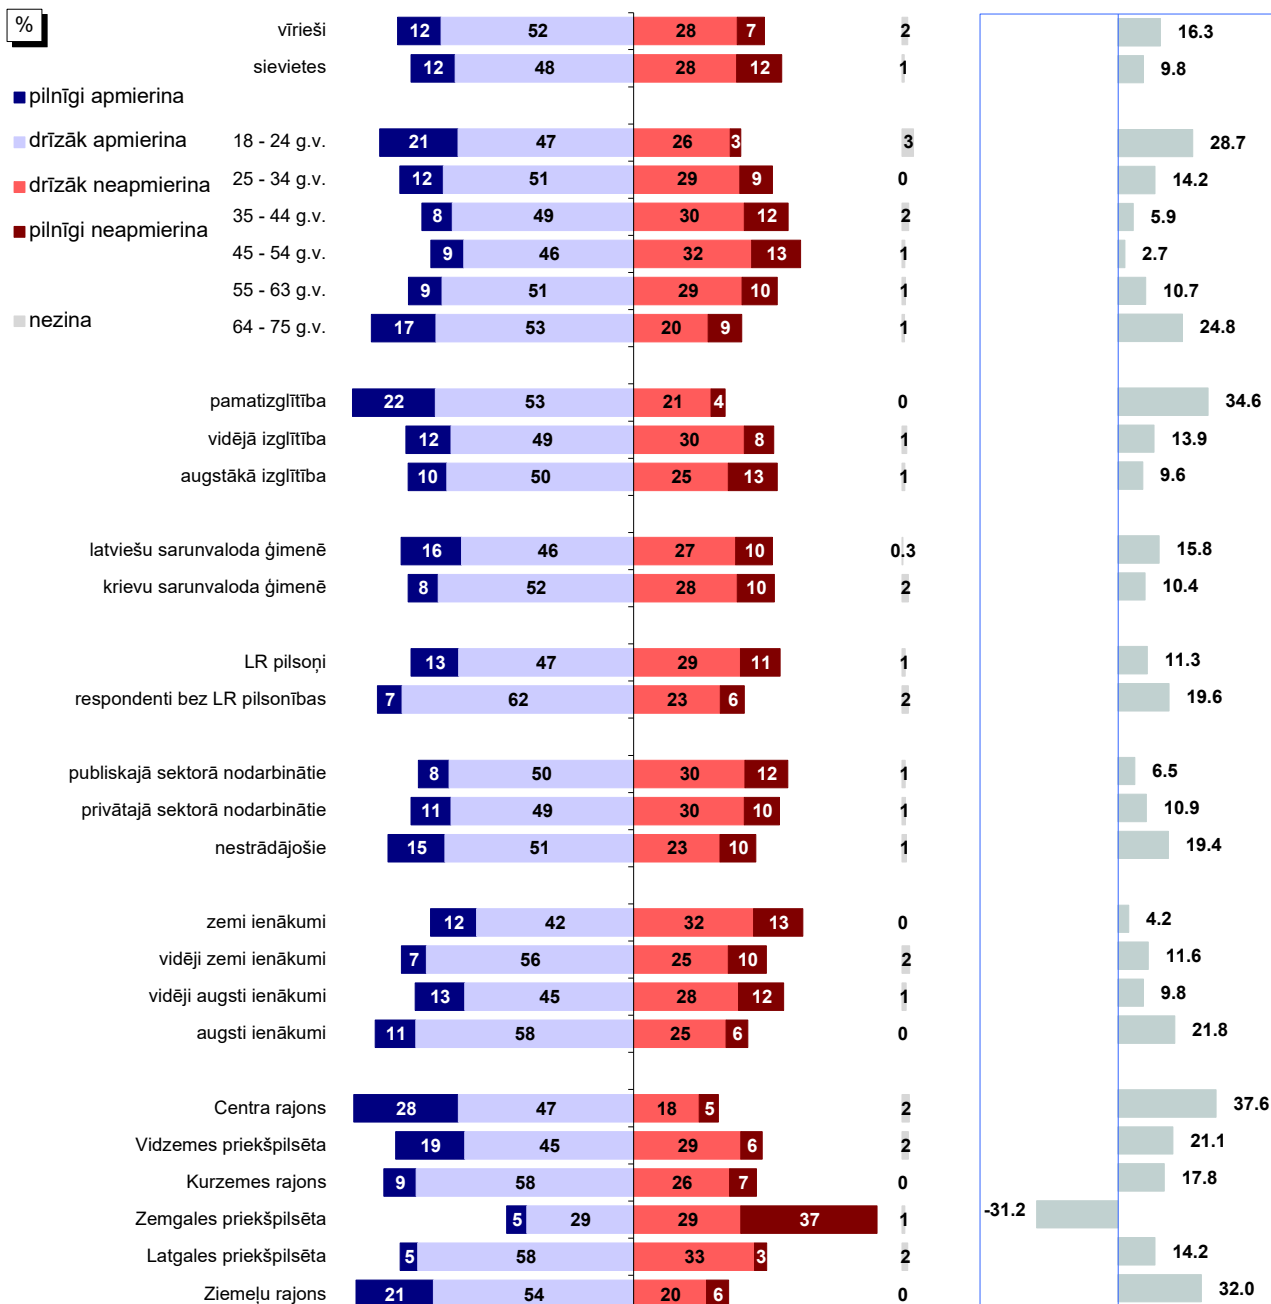 %
pilnīgi apmierina
drīzāk apmierina
drīzāk neapmierina
pilnīgi neapmierina
nezina
vīrieši 12 52 28 7 2 16.3
sievietes 12 48 28 12 1 9.8
18 - 24 g.v. 21 47 26 3 3 28.7
25 - 34 g.v. 12 51 29 9 0 14.2
35 - 44 g.v. 8 49 30 12 2 5.9
45 - 54 g.v. 9 46 32 13 1 2.7
55 - 63 g.v. 9 51 29 10 1 10.7
64 - 75 g.v. 17 53 20 9 1 24.8
pamatizglītība 22 53 21 4 0 34.6
vidējā izglītība 12 49 30 8 1 13.9
augstākā izglītība 10 50 25 13 1 9.6
latviešu sarunvaloda ģimenē 16 46 27 10 0.3 15.8
krievu sarunvaloda ģimenē 8 52 28 10 2 10.4
LR pilsoņi 13 47 29 11 1 11.3
respondenti bez LR pilsonības 7 62 23 6 2 19.6
publiskajā sektorā nodarbinātie 8 50 30 12 1 6.5
privātajā sektorā nodarbinātie 11 49 30 10 1 10.9
nestrādājošie 15 51 23 10 1 19.4
zemi ienākumi 12 42 32 13 0 4.2
vidēji zemi ienākumi 7 56 25 10 2 11.6
vidēji augsti ienākumi 13 45 28 12 1 9.8
augsti ienākumi 11 58 25 6 0 21.8
Centra rajons 28 47 18 5 2 37.6
Vidzemes priekšpilsēta 19 45 29 6 2 21.1
Kurzemes rajons 9 58 26 7 0 17.8
Zemgales priekšpilsēta 5 29 29 37 1 -31.2
Latgales priekšpilsēta 5 58 33 3 2 14.2
Ziemeļu rajons 21 54 20 6 0 32.0